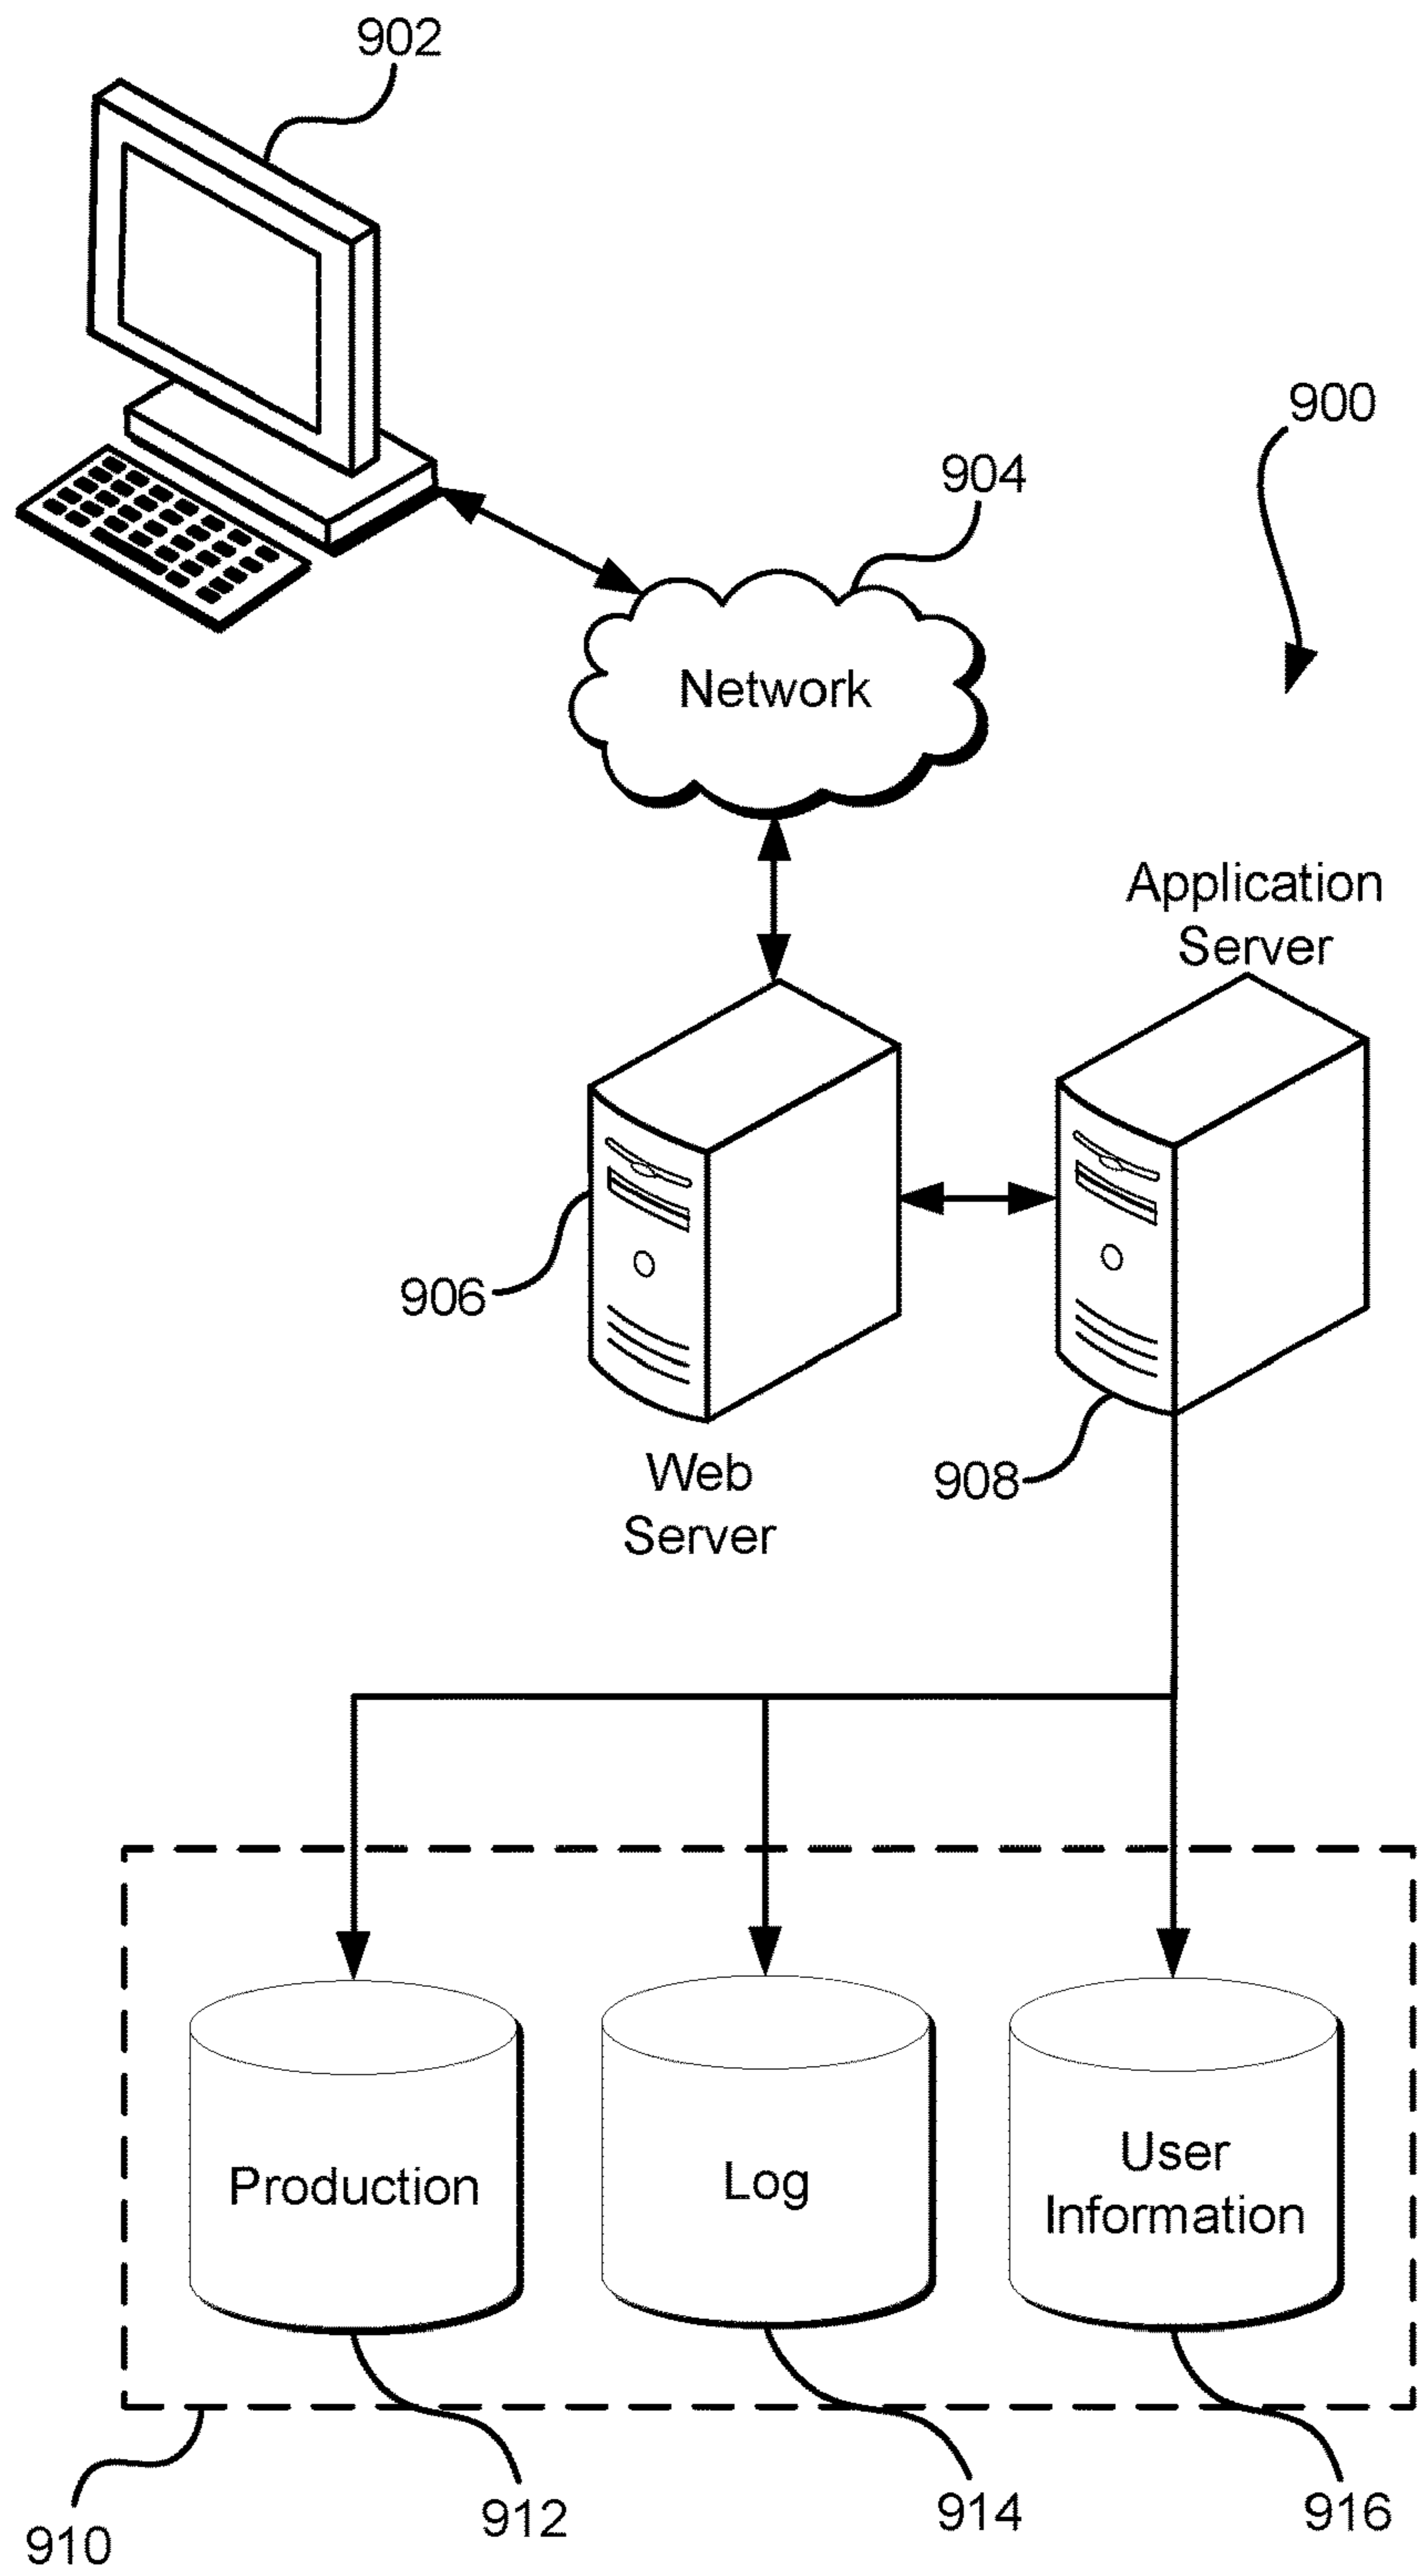 902
900
904
Network
Application
Server
906
Web
Server
908
Production
Log
User
Information
910
912
914
916